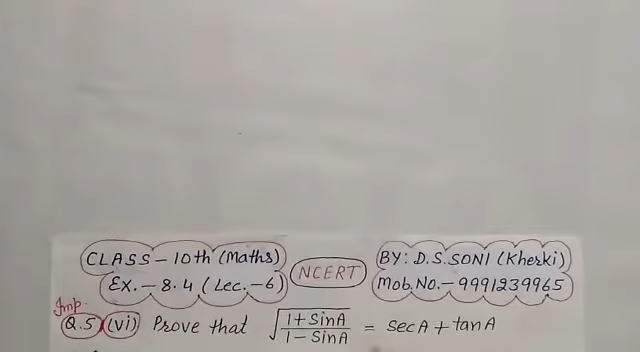 CLASS – 10th (Maths)
Ex. – 8.4 (Lec. – 6)
NCERT
BY: D.S.SONI (Kherki)
Mob. No. – 9991239965
Imp.
Q.5 (vi) Prove that √((1+SinA)/(1–SinA)) = secA + tanA